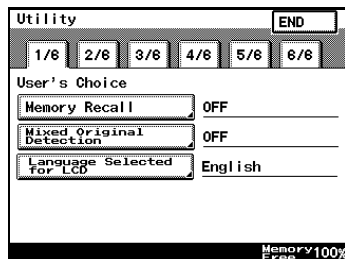 Utility
END
1/6 2/6 3/6 4/6 5/6 6/6
User's Choice
Memory Recall
OFF
Mixed Original
Detection
OFF
Language Selected
for LCD
English
Memory
Free 100%